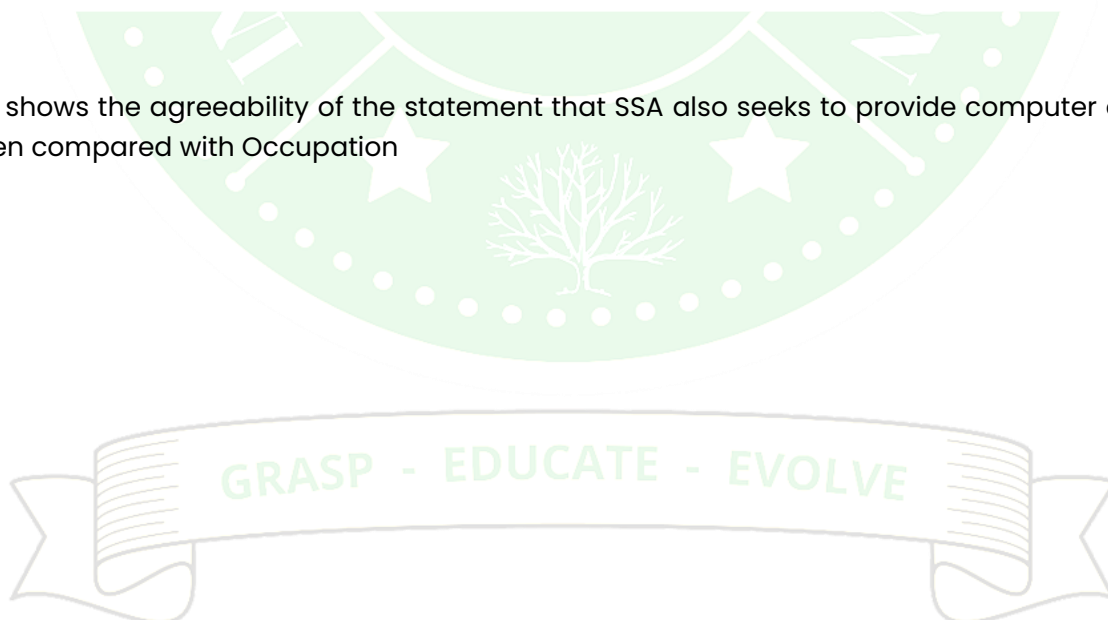 shows the agreeability of the statement that SSA also seeks to provide computer
compared with Occupation
GRASP - EDUCATE - EVOLVE